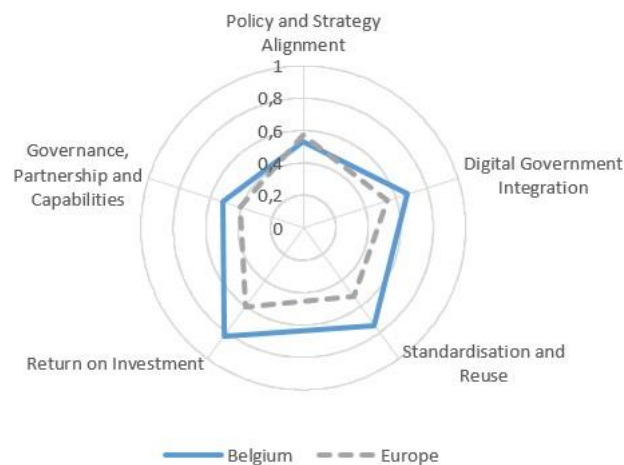 Policy and Strategy
Alignment
1
0,8
0,6
0,4
0,2
0
Digital Government
Integration
Standardisation and
Reuse
Return on Investment
Governance,
Partnership and
Capabilities
Belgium
Europe